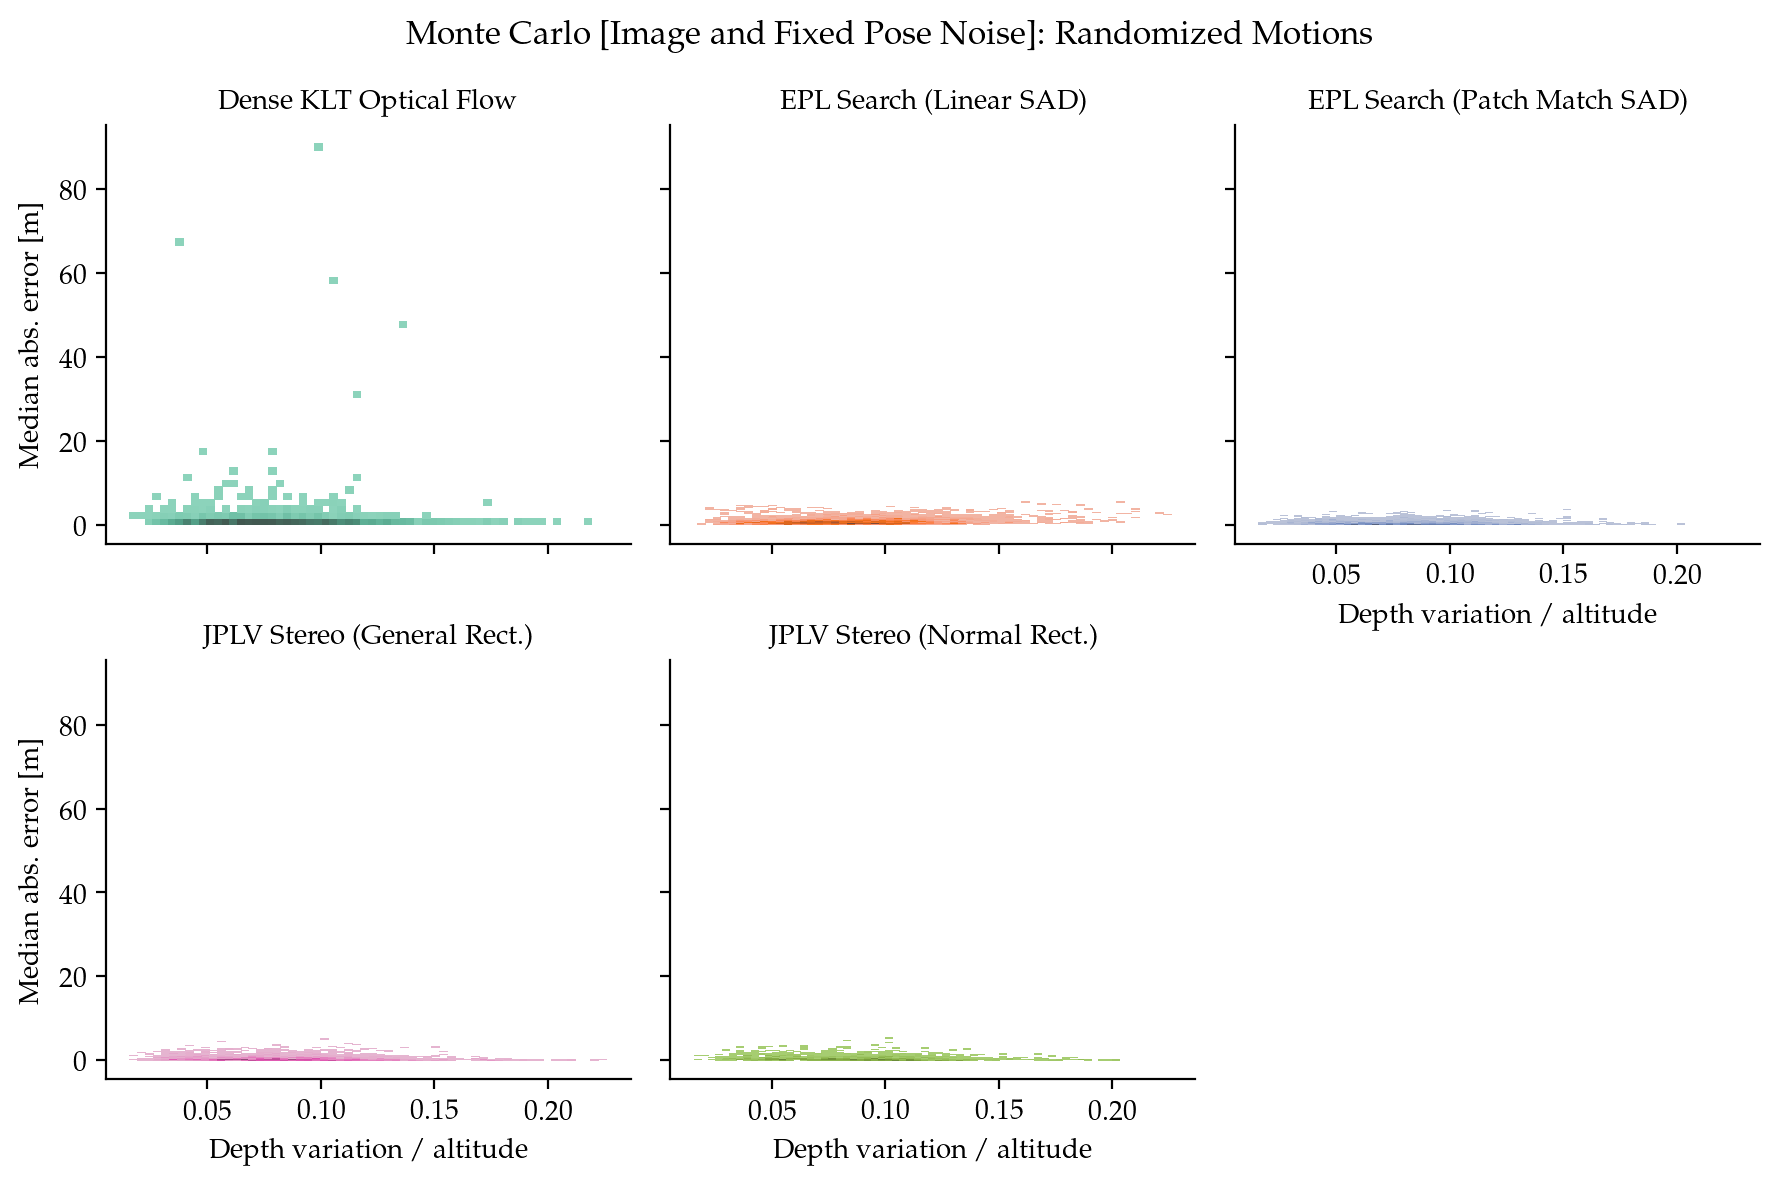 Monte Carlo [Image and Fixed Pose Noise]: Randomized Motions
Dense KLT Optical Flow
EPL Search (Linear SAD)
EPL Search (Patch Match SAD)
Median abs. error [m]
80
60
40
20
0
0.05 0.10 0.15 0.20
Depth variation / altitude
JPLV Stereo (General Rect.)
JPLV Stereo (Normal Rect.)
Median abs. error [m]
80
60
40
20
0
0.05 0.10 0.15 0.20
Depth variation / altitude
0.05 0.10 0.15 0.20
Depth variation / altitude